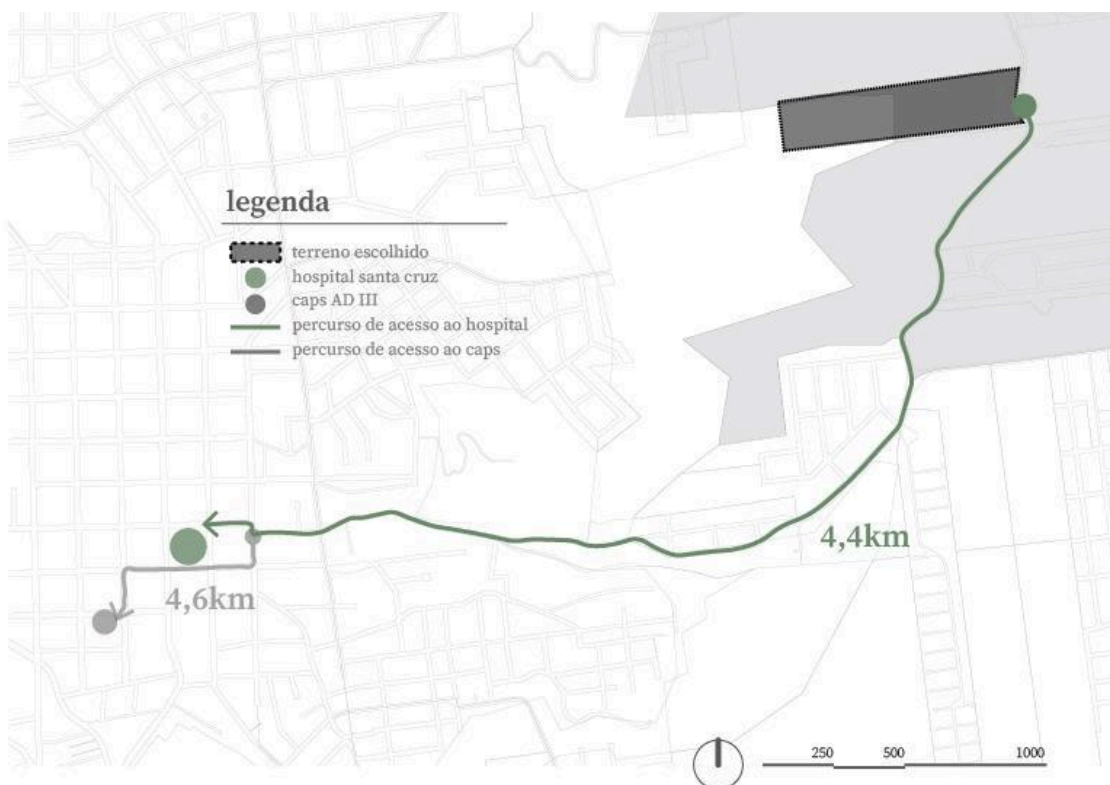 legenda
terreno escolhido
hospital santa cruz
caps AD III
percurso de acesso ao hospital
percurso de acesso ao caps
4,4km
4,6km
250 500 1000